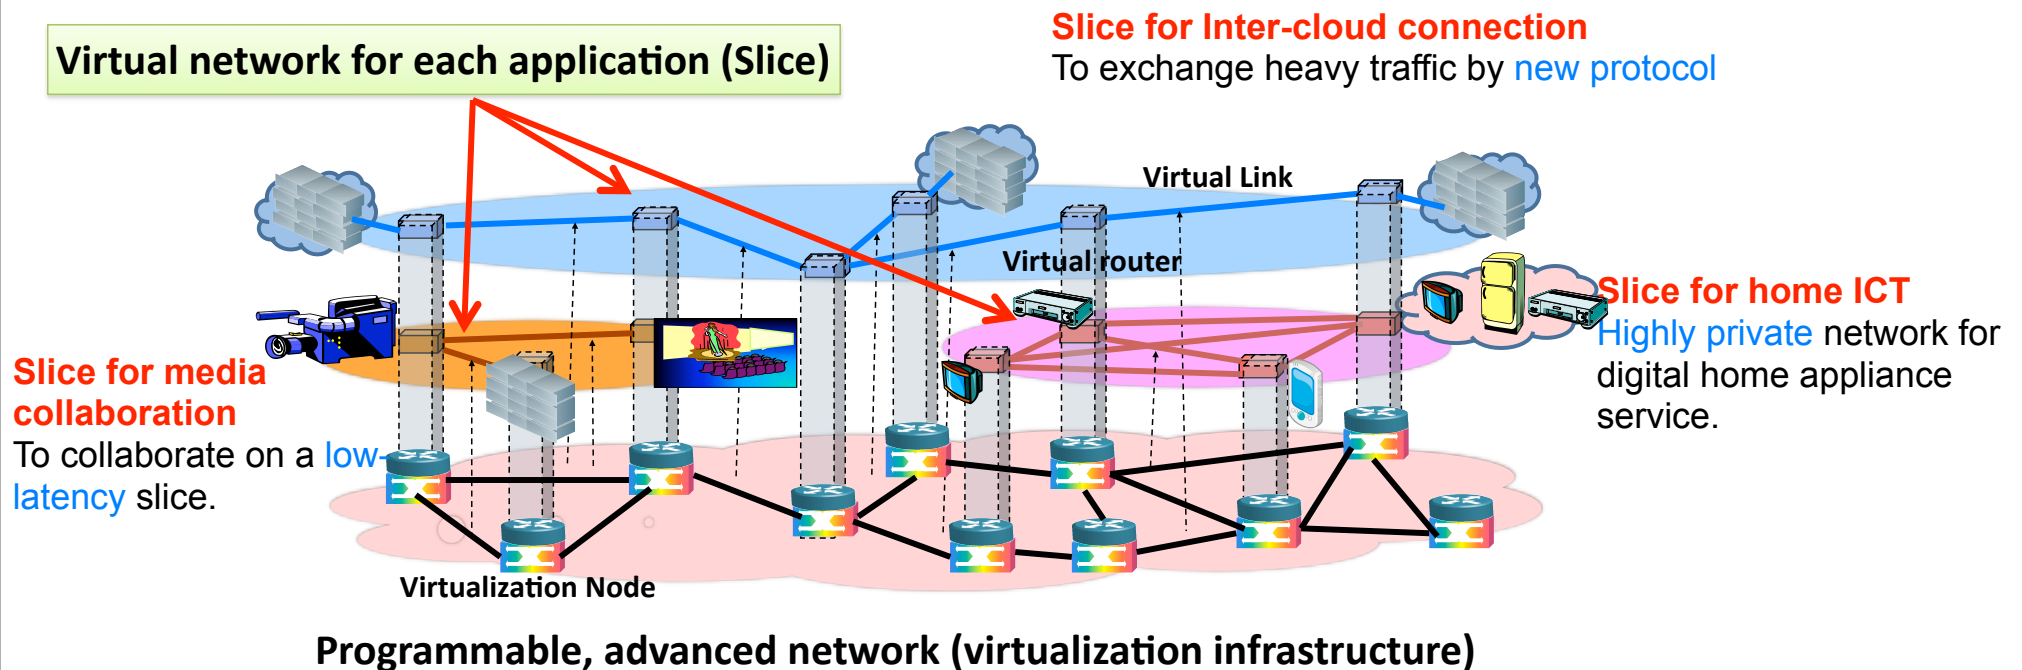 Virtual network for each application (Slice)
Slice for Inter-cloud connection
To exchange heavy traffic by new protocol
Virtual Link
Virtual router
Slice for home ICT
Highly private network for
digital home appliance
service.
Slice for media
collaboration
To collaborate on a low-
latency slice.
Virtualization Node
Programmable, advanced network (virtualization infrastructure)